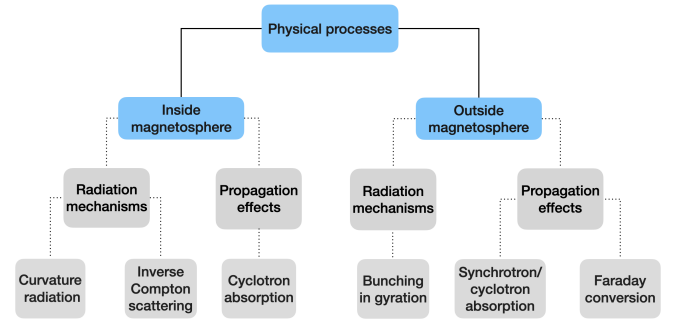 Physical processes
Inside
magnetosphere
Outside
magnetosphere
Radiation
mechanisms
Propagation
effects
Radiation
mechanisms
Propagation
effects
Curvature
radiation
Inverse
Compton
scattering
Cyclotron
absorption
Bunching
in gyration
Synchrotron/
cyclotron
absorption
Faraday
conversion